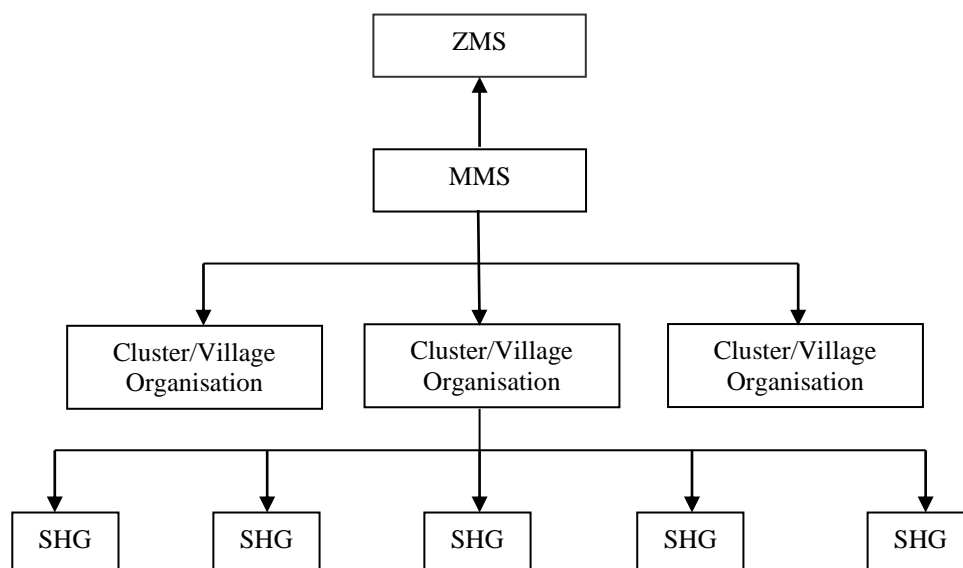 ZMS
MMS
Cluster/Village
Organisation
Cluster/Village
Organisation
Cluster/Village
Organisation
SHG
SHG
SHG
SHG
SHG